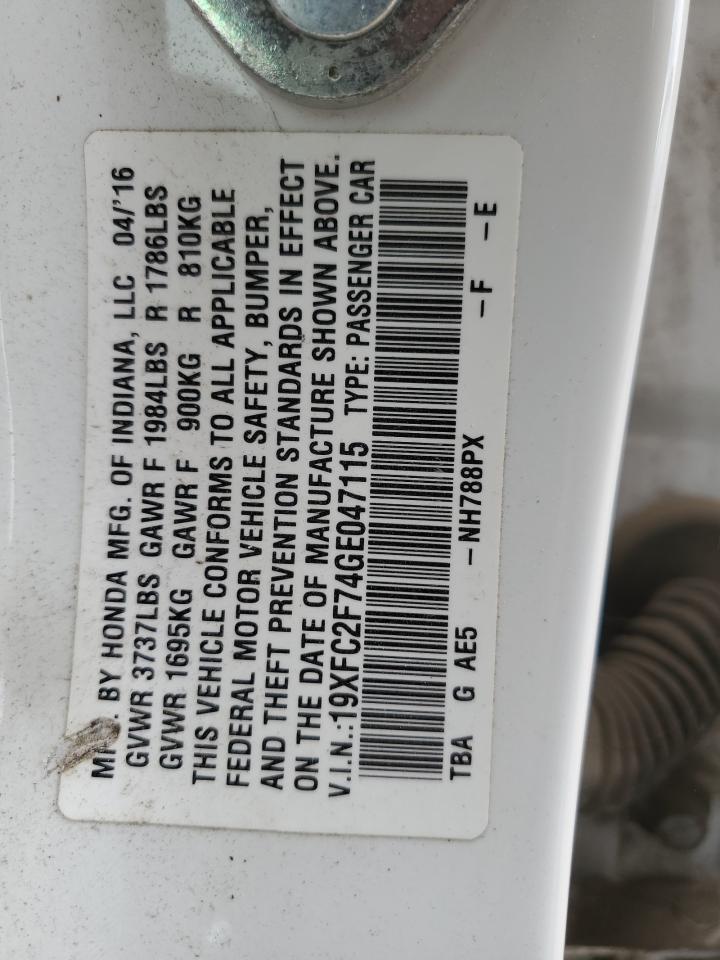 MFG. BY HONDA MFG. OF INDIANA, LLC 04/'16
GVWR 3737LBS GAWR F 1984LBS R 1786LBS
GVWR 1695KG GAWR F 900KG R 810KG
THIS VEHICLE CONFORMS TO ALL APPLICABLE
FEDERAL MOTOR VEHICLE SAFETY, BUMPER,
AND THEFT PREVENTION STANDARDS IN EFFECT
ON THE DATE OF MANUFACTURE SHOWN ABOVE.
V.I.N.:19XFC2F74GE047115 TYPE: PASSENGER CAR
TBA G AE5 -NH788PX -F -E